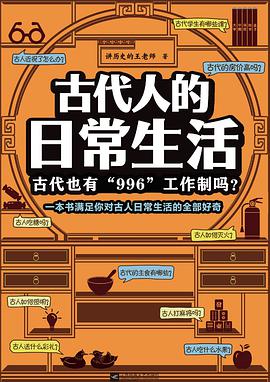 古代学生有哪些课?
古人近视了怎么办?
古代的房价高吗?
讲历史的王老师 著
古代人的
日常生活
古代也有“996”工作制吗?
一本书满足你对古人日常生活的全部好奇
古人吃糖吗?
古人如何灭火?
古代的主食有哪些?
古人如何照明?
古人打麻将吗?
古人送什么彩礼?
古人吃什么水果?